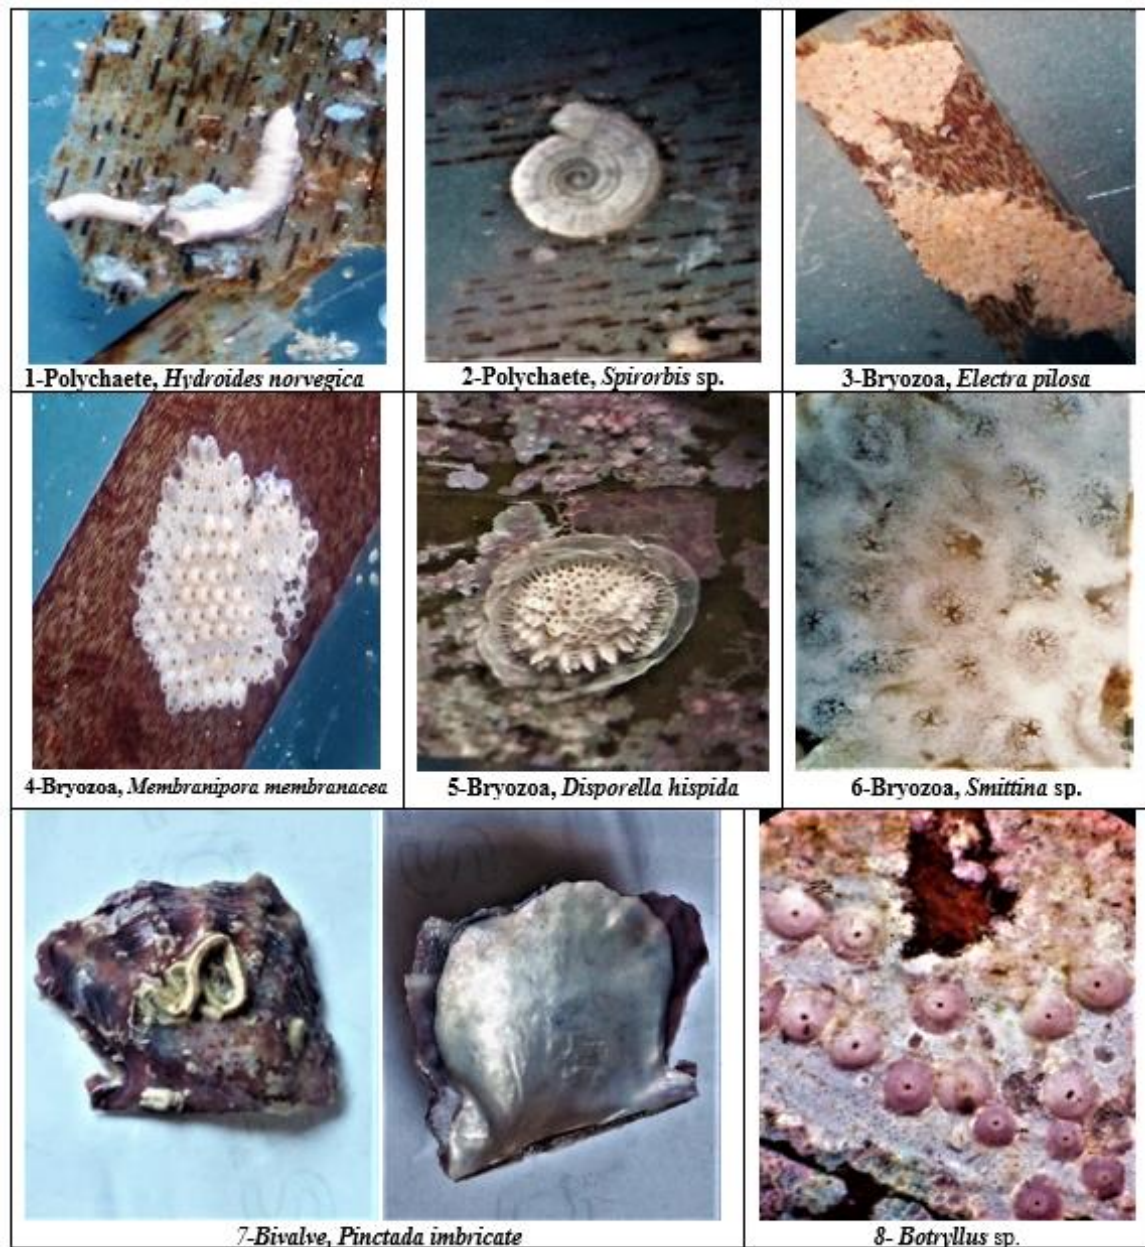 1-Polychaete, Hydroides norvegica
2-Polychaete, Spirorbis sp.
3-Bryozoa, Electra pilosa
4-Bryozoa, Membranipora membranacea
5-Bryozoa, Disporella hispida
6-Bryozoa, Smittina sp.
7-Bivalve, Pinctada imbricate
8- Botryllus sp.